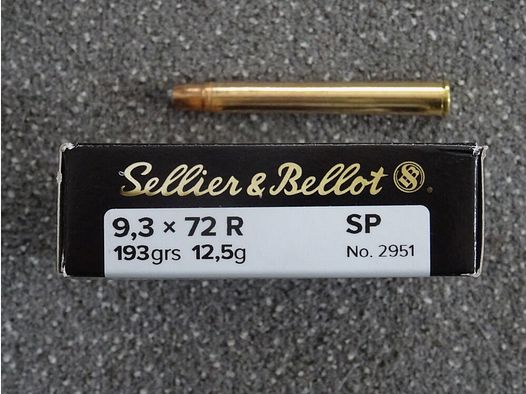 Sellier & Bellot
9,3 × 72 R SP
193grs 12,5g No. 2951